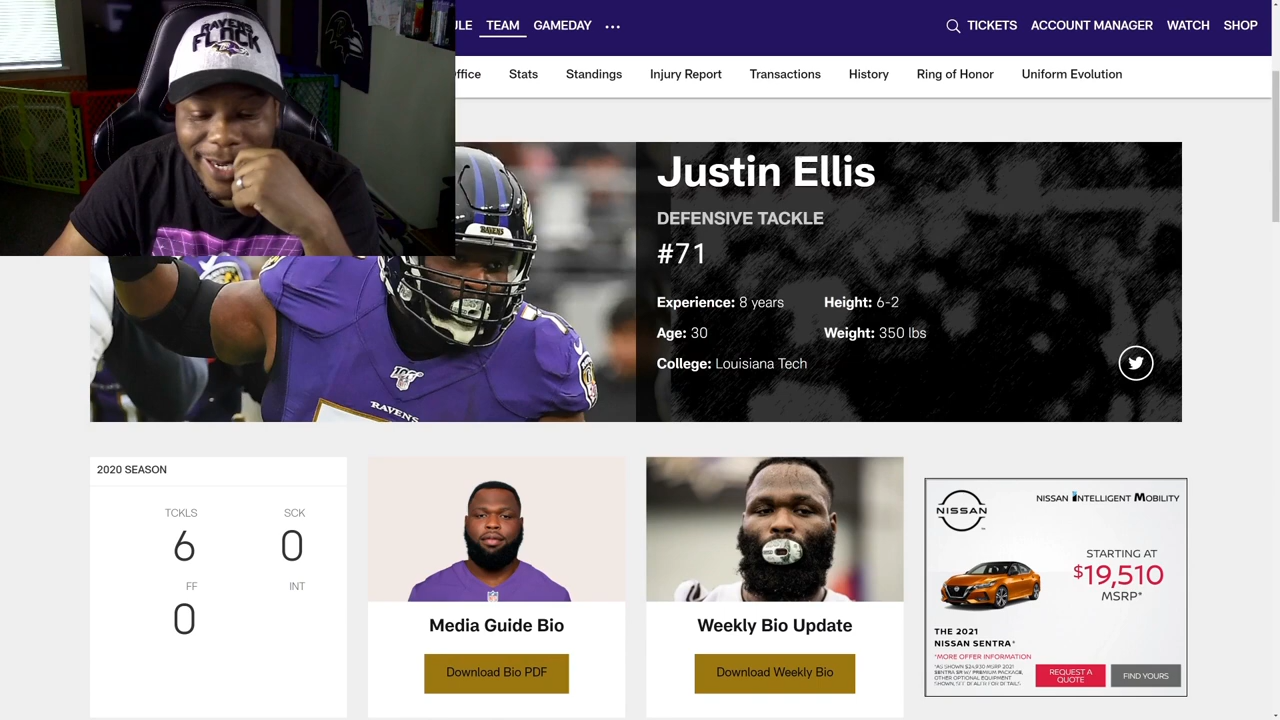 RAVENS
FLOCK
TEAM
GAMEDAY
TICKETS
ACCOUNT MANAGER
WATCH
SHOP
Stats
Standings
Injury Report
Transactions
History
Ring of Honor
Uniform Evolution
Justin Ellis
DEFENSIVE TACKLE
#71
Experience: 8 years
Height: 6-2
Age: 30
Weight: 350 lbs
College: Louisiana Tech
RAVENS
RAVENS
2020 SEASON
TCKLS
SCK
6
0
FF
INT
0
Media Guide Bio
Download Bio PDF
Weekly Bio Update
Download Weekly Bio
NISSAN
NISSAN INTELLIGENT MOBILITY
STARTING AT
$19,510
MSRP*
THE 2021
NISSAN SENTRA*
*MORE OFFER INFORMATION
REQUEST A
QUOTE
FIND YOURS